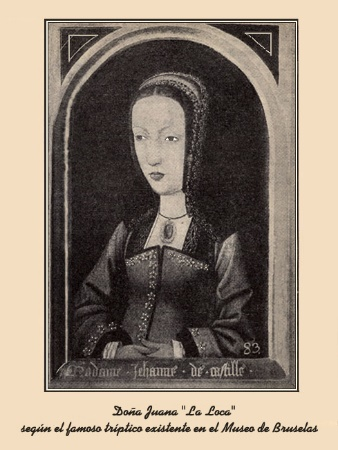 83
Madame · Jehanne · de · castille ·
Doña Juana "La Loca"
según el famoso tríptico existente en el Museo de Bruselas